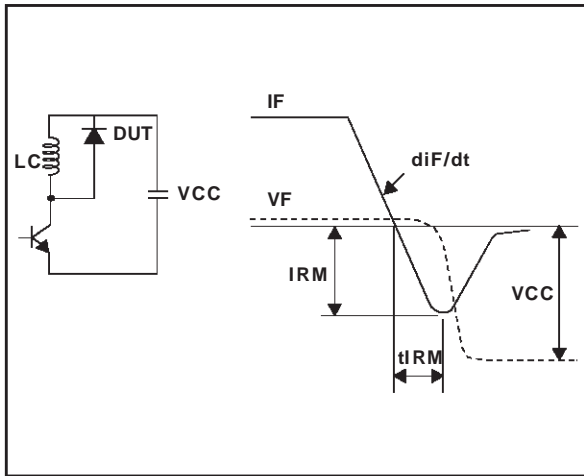 DUT
LC
VCC
IF
diF/dt
VF
IRM
VCC
tIRM